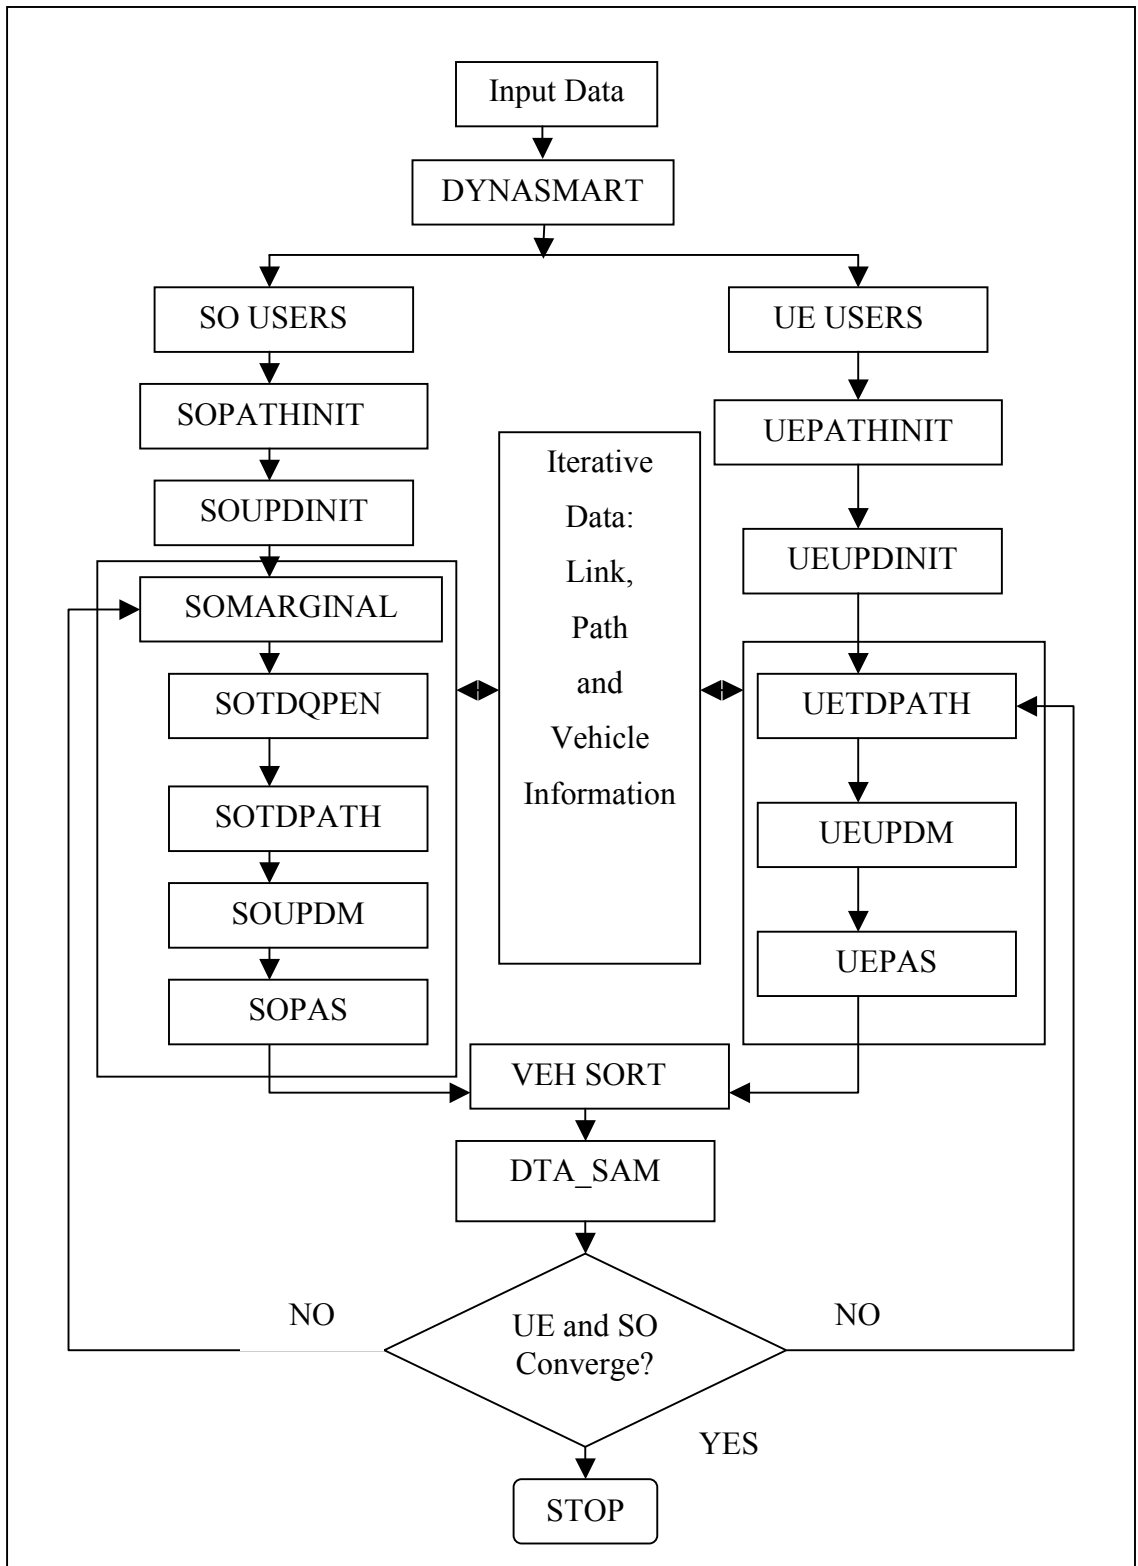 Input Data
DYNASMART
SO USERS
UE USERS
SOPATHINIT
UEPATHINIT
SOUPDINIT
UEUPDINIT
Iterative
Data:
Link,
Path
and
Vehicle
Information
SOMARGINAL
SOTDQPEN
SOTDPATH
SOUPDM
SOPAS
UETDPATH
UEUPDM
UEPAS
VEH SORT
DTA_SAM
NO
UE and SO
Converge?
NO
YES
STOP